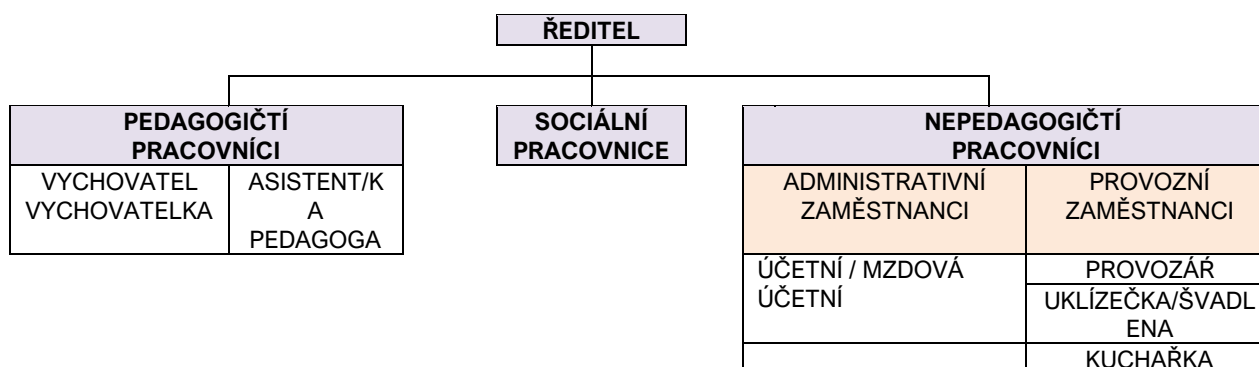 ŘEDITEL
PEDAGOGIČTÍ
PRACOVNÍCI
SOCIÁLNÍ
PRACOVNICE
NEPEDAGOGIČTÍ
PRACOVNÍCI
VYCHOVATEL
VYCHOVATELKA
ASISTENT/K
A
PEDAGOGA
ADMINISTRATIVNÍ
ZAMĚSTNANCI
PROVOZNÍ
ZAMĚSTNANCI
ÚČETNÍ / MZDOVÁ
ÚČETNÍ
PROVOZÁŘ
UKLÍZEČKA/ŠVADL
ENA
KUCHAŘKA